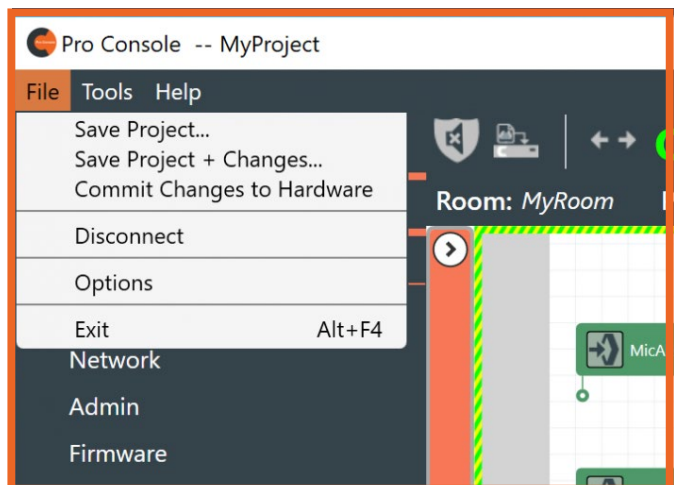 Pro Console -- MyProject
File Tools Help
Save Project...
Save Project + Changes...
Commit Changes to Hardware
Disconnect
Options
Exit Alt+F4
Network
Admin
Firmware
Room: MyRoom
MicA